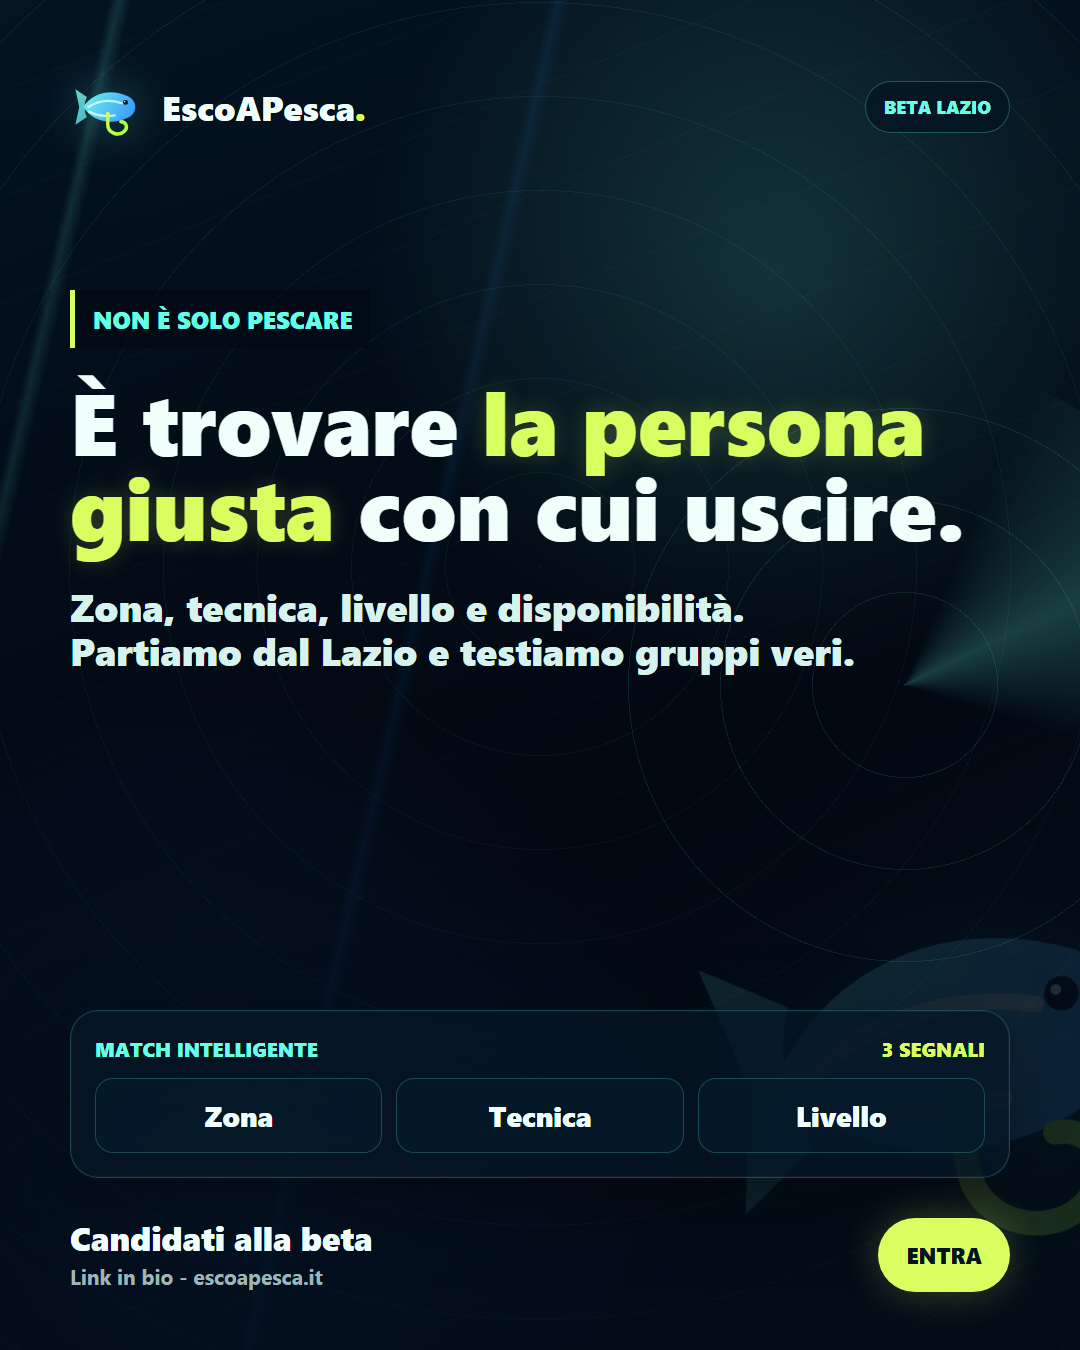 EscoAPesca.
BETA LAZIO
NON È SOLO PESCARE
È trovare la persona
giusta con cui uscire.
Zona, tecnica, livello e disponibilità.
Partiamo dal Lazio e testiamo gruppi veri.
MATCH INTELLIGENTE
3 SEGNALI
Zona
Tecnica
Livello
Candidati alla beta
Link in bio - escoapesca.it
ENTRA